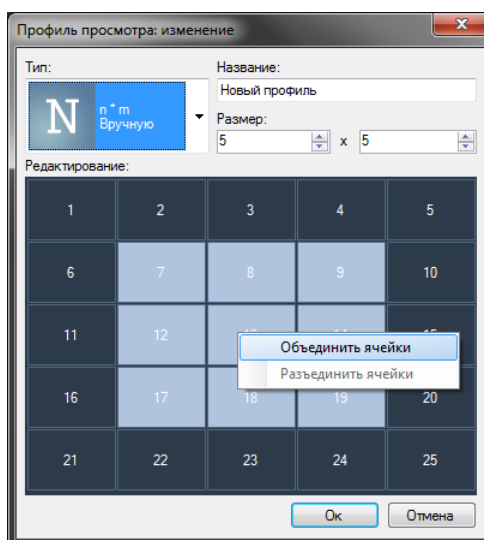 Профиль просмотра: изменение
Тип:
Название:
N
n * m
Вручную
Новый профиль
Размер:
5 x 5
Редактирование:
1 2 3 4 5
6 7 8 9 10
11 12
Объединить ячейки
Разъединить ячейки
16 17 18 19 20
21 22 23 24 25
Ок Отмена